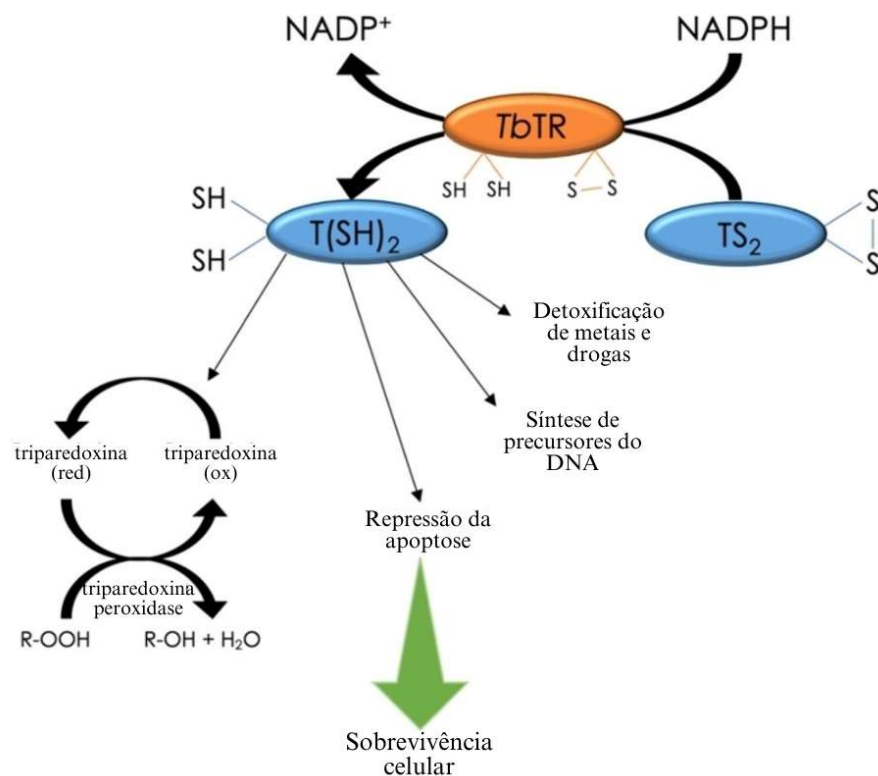 NADP⁺
NADPH
TbTR
SH SH
S S
SH
SH
T(SH)₂
TS₂
S
S
Detoxificação
de metais e
drogas
Síntese de
precursores do
DNA
triparedoxina
(red)
triparedoxina
(ox)
Repressão da
apoptose
triparedoxina
peroxidase
R-OOH
R-OH + H₂O
Sobrevivência
celular